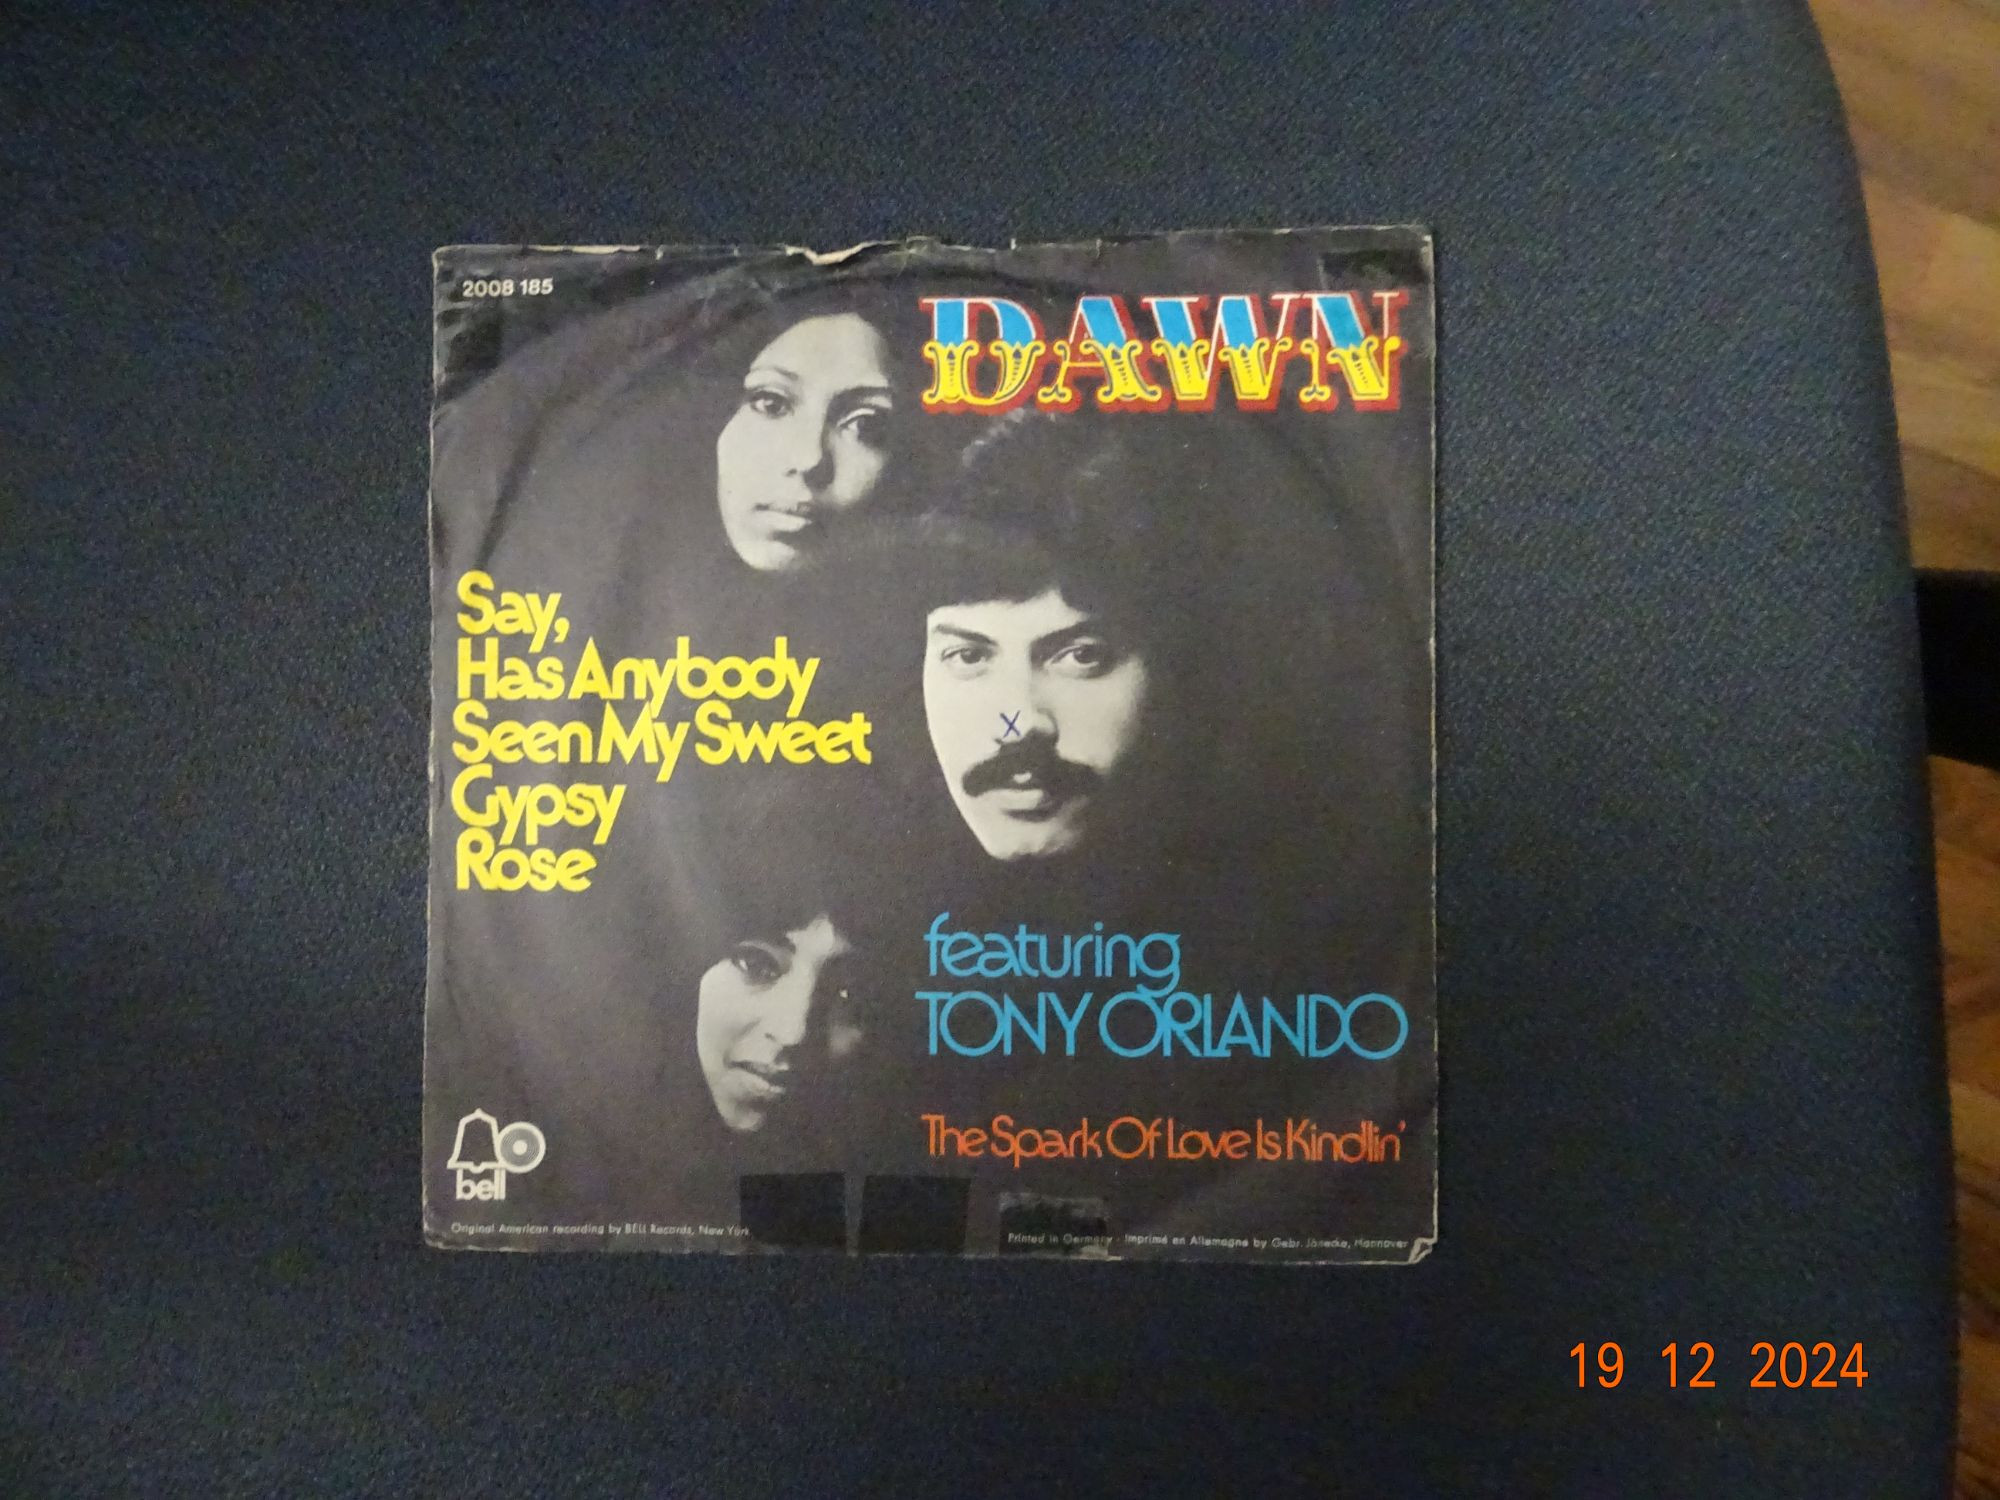 2008 185
DAWN
Say,
Has Anybody
Seen My Sweet
Gypsy
Rose
X
featuring
TONY ORLANDO
The Spark Of Love Is Kindlin'
bell
Original American recording by BELL Records, New York
Printed in Germany · Imprimé en Allemagne by Gebr. Jänecke, Hannover
19 12 2024